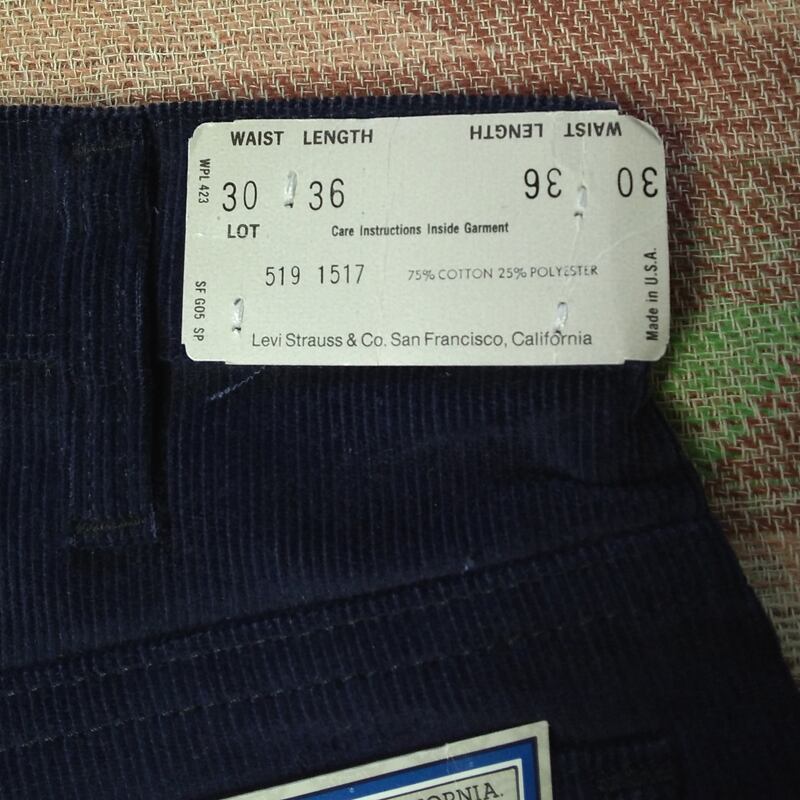 WAIST LENGTH
30 36
WAIST LENGTH
30 36
LOT
Care Instructions Inside Garment
519 1517
75% COTTON 25% POLYESTER
Levi Strauss & Co. San Francisco, California
WPL 423
SF G05 SP
Made in U.S.A.